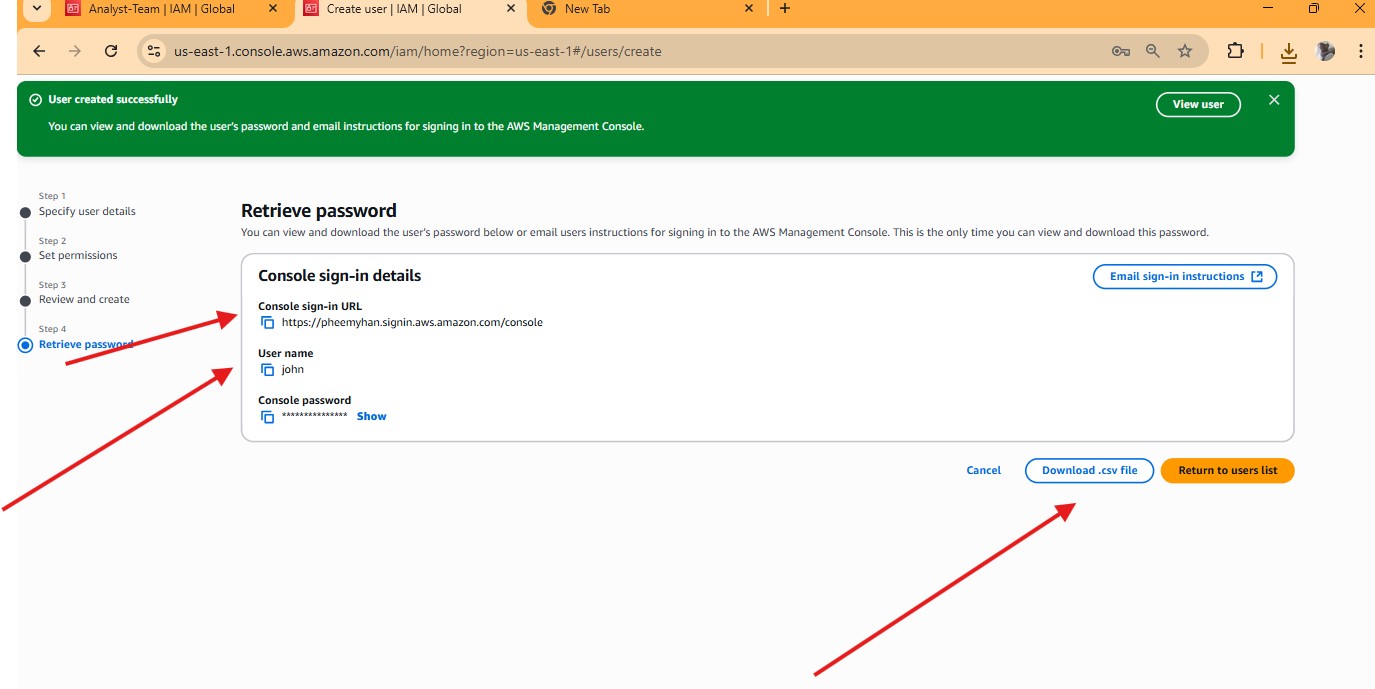 Analyst-Team | IAM | Global
Create user | IAM | Global
New Tab
us-east-1.console.aws.amazon.com/iam/home?region=us-east-1#/users/create
User created successfully
View user
You can view and download the user's password and email instructions for signing in to the AWS Management Console.
Step 1
Specify user details
Step 2
Set permissions
Step 3
Review and create
Step 4
Retrieve password
Retrieve password
You can view and download the user's password below or email users instructions for signing in to the AWS Management Console. This is the only time you can view and download this password.
Console sign-in details
Email sign-in instructions
Console sign-in URL
https://pheemyhan.signin.aws.amazon.com/console
User name
john
Console password
*************** Show
Cancel
Download .csv file
Return to users list